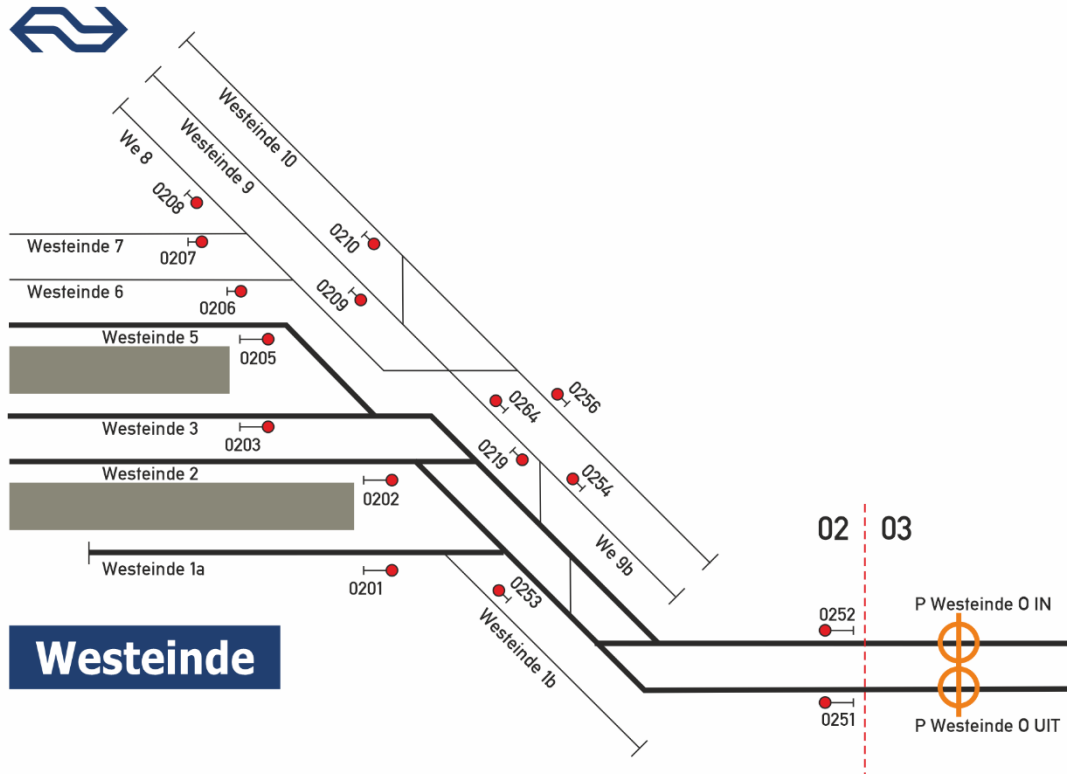 Westeinde 10
Westeinde 9
We 8
0208
0210
Westeinde 7
0207
0209
Westeinde 6
0206
Westeinde 5
0205
0256
0264
Westeinde 3
0203
0219
0254
Westeinde 2
0202
02 03
We 9b
Westeinde 1a
0201
0253
P Westeinde O IN
0252
Westeinde
Westeinde 1b
0251
P Westeinde O UIT